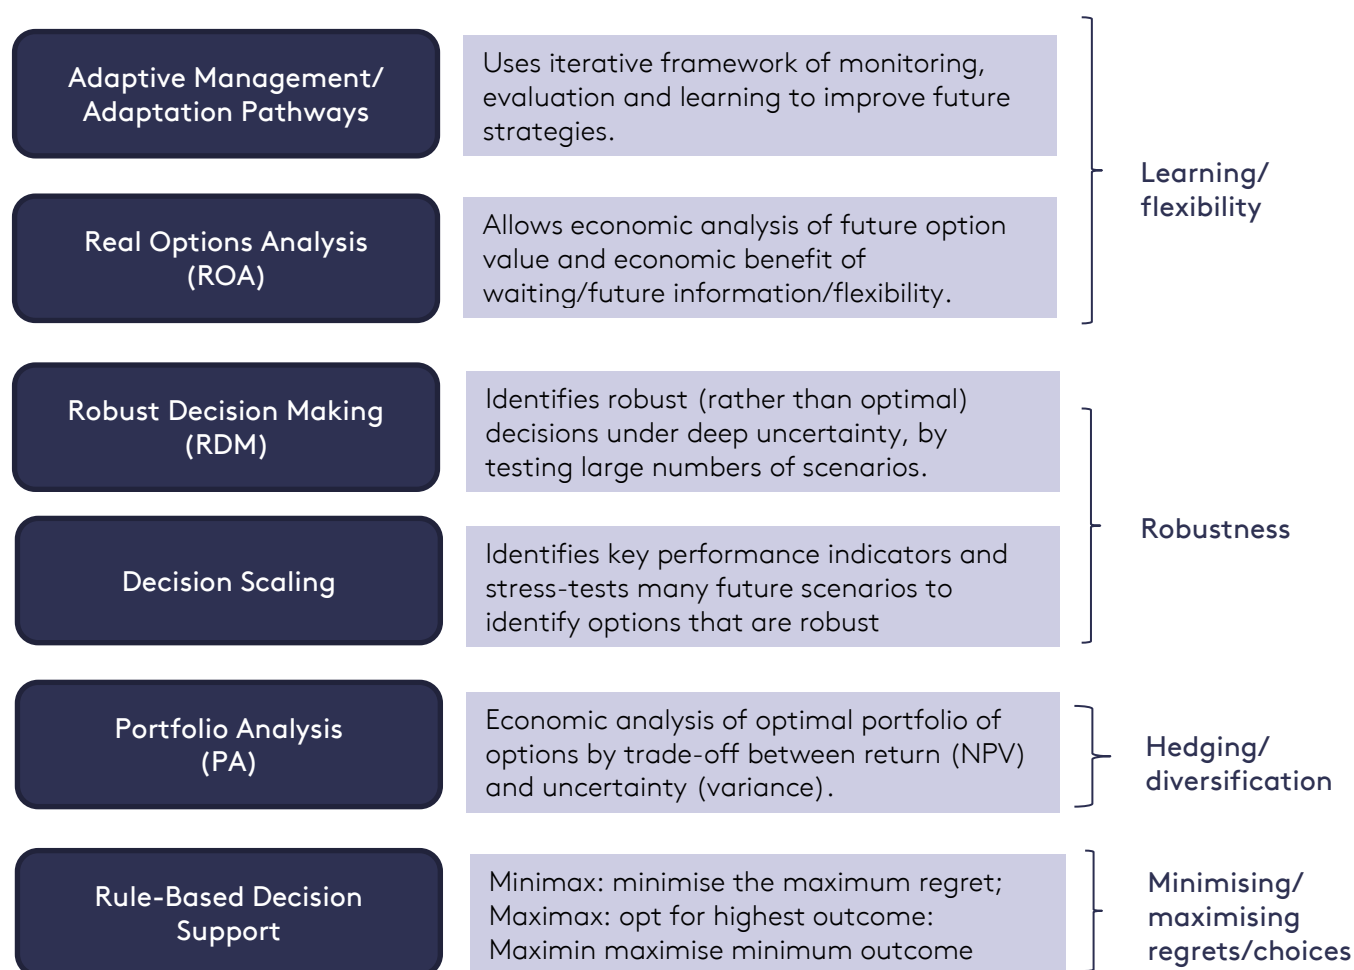 Adaptive Management/
Adaptation Pathways
Uses iterative framework of monitoring,
evaluation and learning to improve future
strategies.
Real Options Analysis
(ROA)
Allows economic analysis of future option
value and economic benefit of
waiting/future information/flexibility.
Learning/
flexibility
Robust Decision Making
(RDM)
Identifies robust (rather than optimal)
decisions under deep uncertainty, by
testing large numbers of scenarios.
Decision Scaling
Identifies key performance indicators and
stress-tests many future scenarios to
identify options that are robust
Robustness
Portfolio Analysis
(PA)
Economic analysis of optimal portfolio of
options by trade-off between return (NPV)
and uncertainty (variance).
Hedging/
diversification
Rule-Based Decision
Support
Minimax: minimise the maximum regret;
Maximax: opt for highest outcome:
Maximin maximise minimum outcome
Minimising/
maximising
regrets/choices